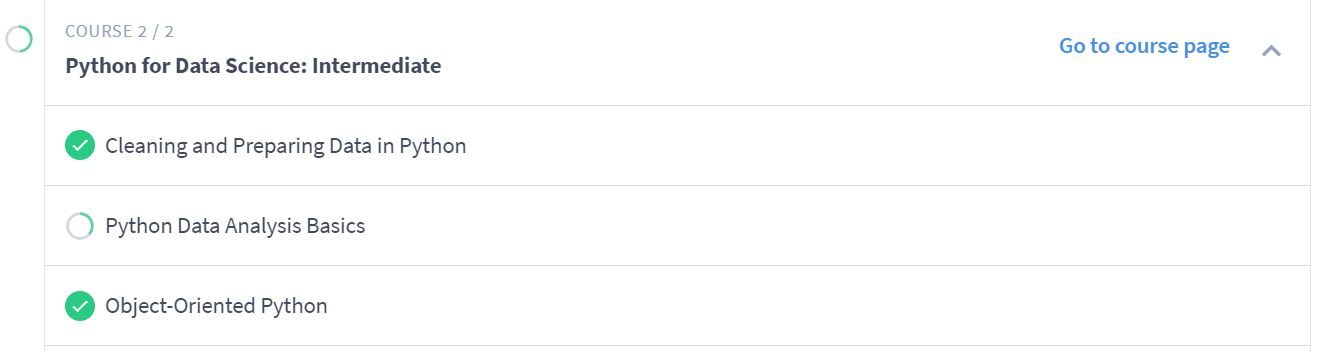 COURSE 2 / 2
Python for Data Science: Intermediate
Go to course page
Cleaning and Preparing Data in Python
Python Data Analysis Basics
Object-Oriented Python